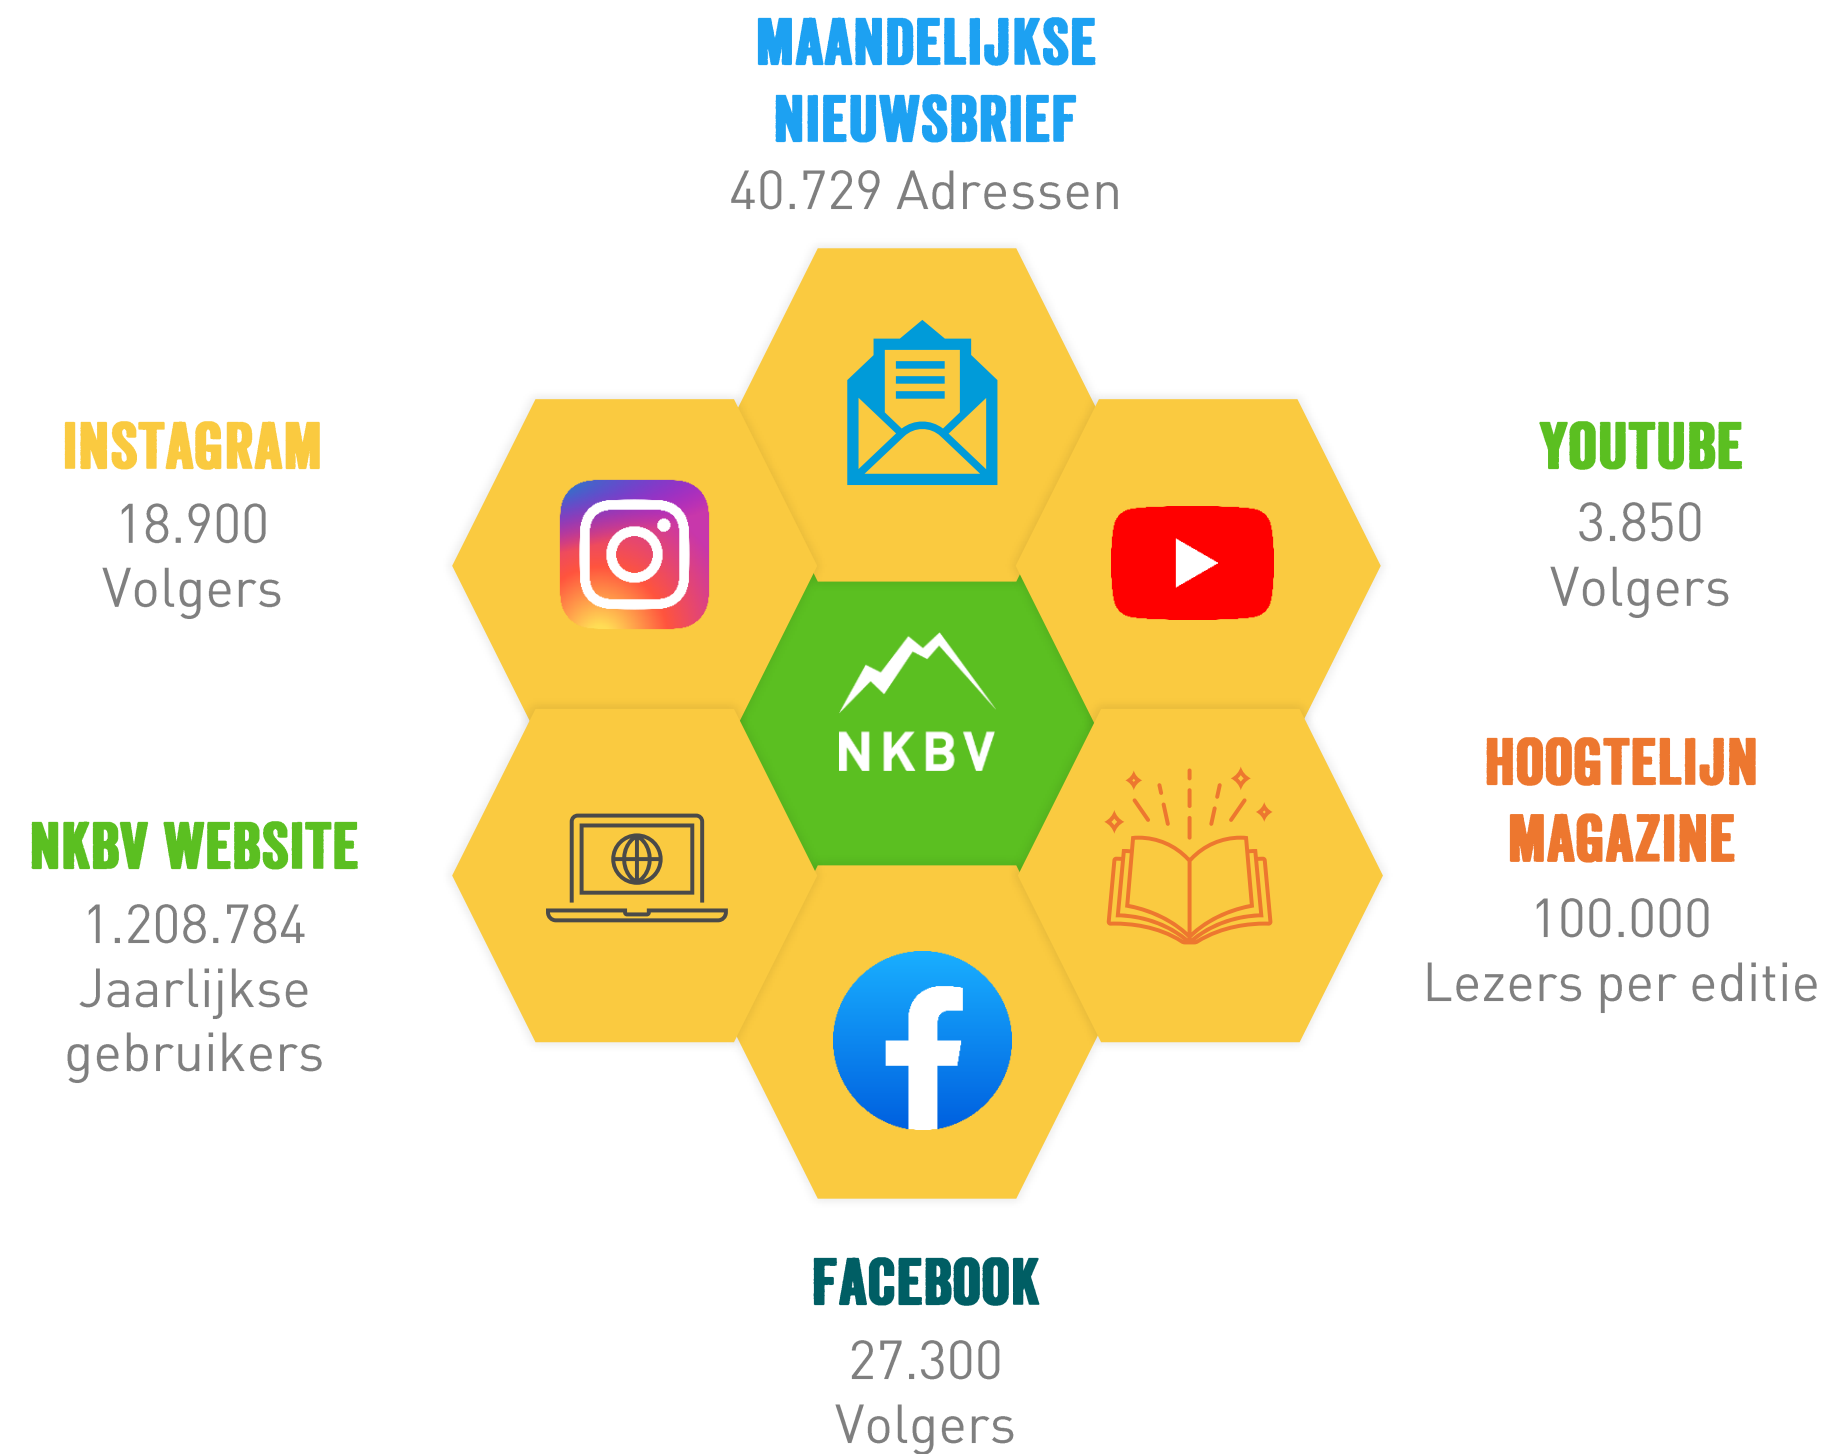 MAANDELIJKSE
NIEUWSBRIEF
40.729 Adressen
INSTAGRAM
18.900
Volgers
YOUTUBE
3.850
Volgers
NKBV
NKBV WEBSITE
1.208.784
Jaarlijkse
gebruikers
HOOGTELIJN
MAGAZINE
100.000
Lezers per editie
FACEBOOK
27.300
Volgers